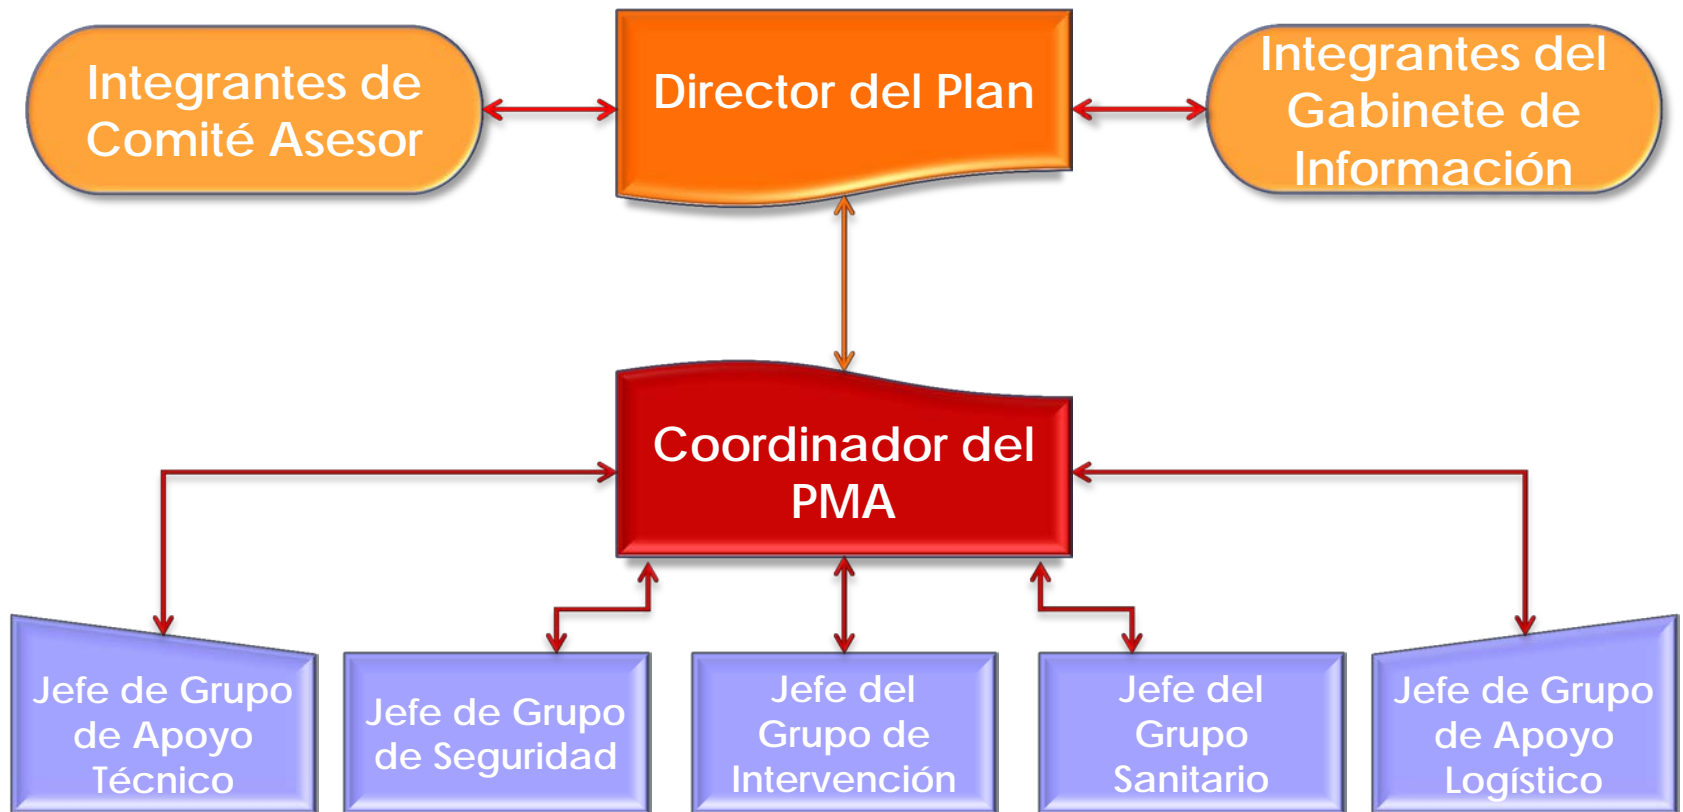 Integrantes de
Comité Asesor
Director del Plan
Integrantes del
Gabinete de
Información
Coordinador del
PMA
Jefe de Grupo
de Apoyo
Técnico
Jefe de Grupo
de Seguridad
Jefe del
Grupo de
Intervención
Jefe del
Grupo
Sanitario
Jefe de Grupo
de Apoyo
Logístico